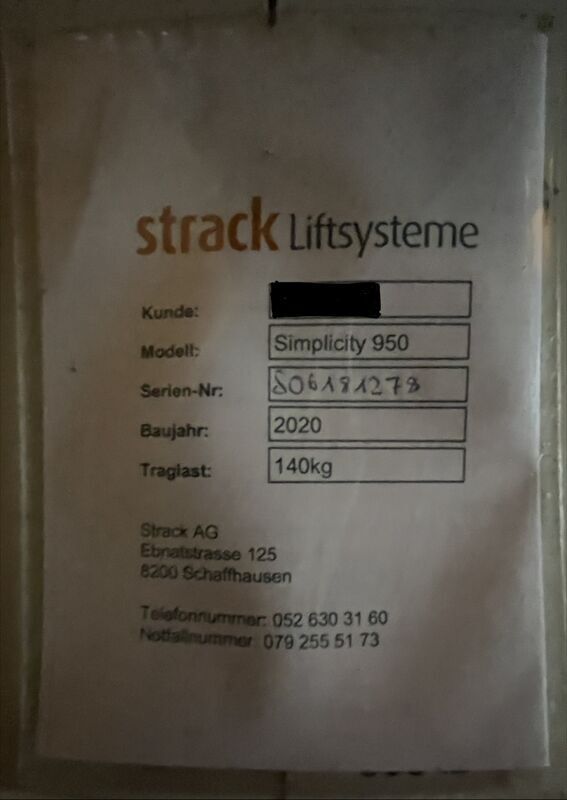 strack Liftsysteme
Kunde:
Modell: Simplicity 950
Serien-Nr: S06181278
Baujahr: 2020
Traglast: 140kg
Strack AG
Ebnatstrasse 125
8200 Schaffhausen
Telefonnummer: 052 630 31 60
Notfallnummer: 079 255 51 73